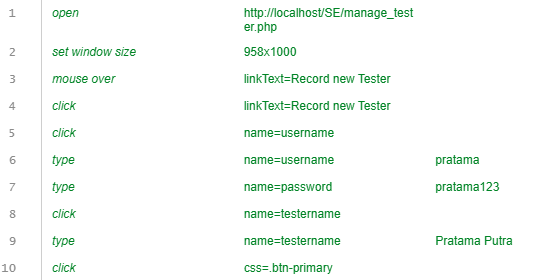 1 open http://localhost/SE/manage_test
er.php
2 set window size 958x1000
3 mouse over linkText=Record new Tester
4 click linkText=Record new Tester
5 click name=username
6 type name=username pratama
7 type name=password pratama123
8 click name=testername
9 type name=testername Pratama Putra
10 click css=.btn-primary